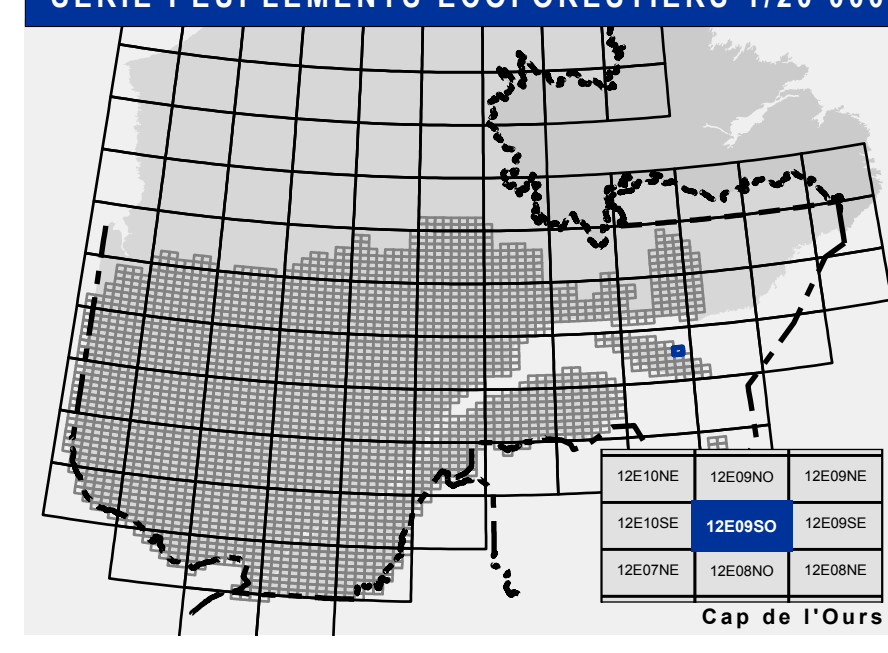 SÉRIE PEUPLEMENTS ÉCOFORESTIERS 1/20 000
12E10NE 12E09NO 12E09NE
12E10SE 12E09SO 12E09SE
12E07NE 12E08NO 12E08NE
Cap de l'Ours